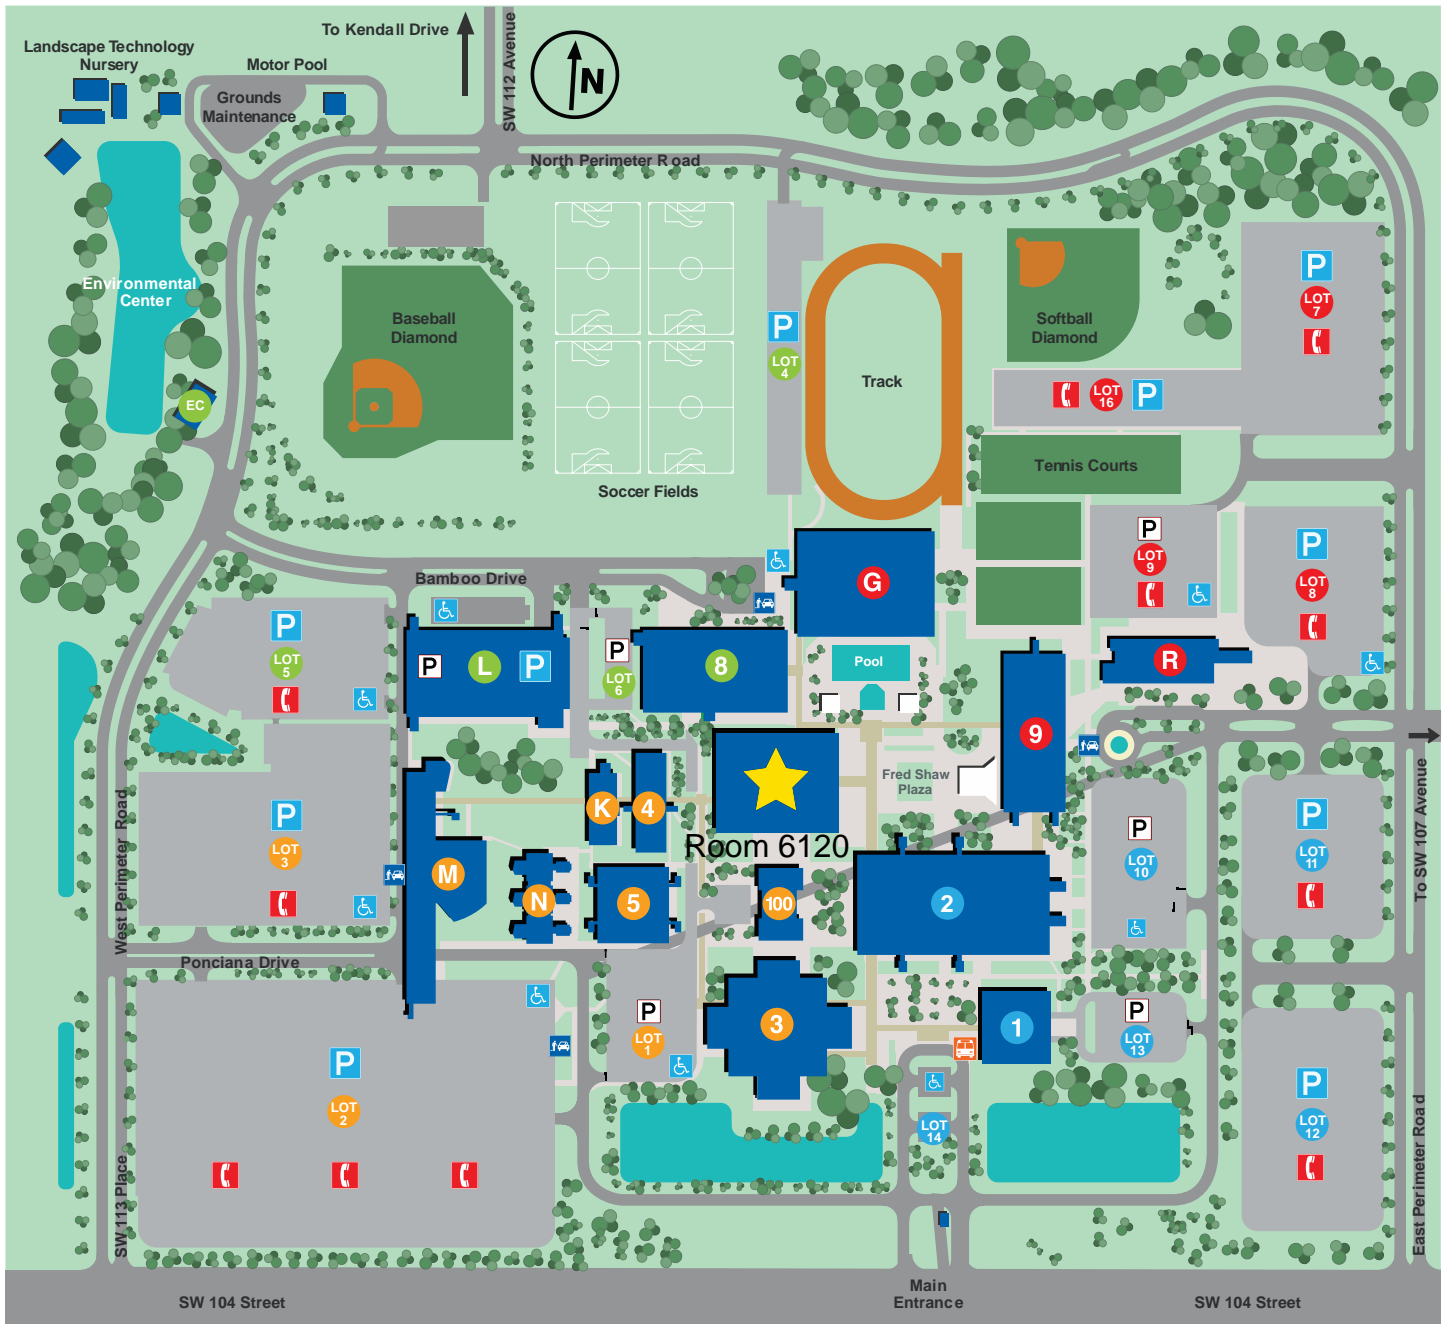 To Kendall Drive
SW 112 Avenue
N
Landscape Technology
Nursery
Motor Pool
Grounds
Maintenance
North Perimeter Road
Environmental
Center
EC
Baseball
Diamond
Soccer Fields
P
LOT
4
Track
Softball
Diamond
P
LOT
7
LOT
16
P
Tennis Courts
P
LOT
9
P
LOT
8
Bamboo Drive
G
P
LOT
5
P
L
P
P
LOT
6
8
Pool
R
9
West Perimeter Road
P
LOT
3
K
4
Fred Shaw
Plaza
Room 6120
M
N
5
100
2
P
LOT
10
P
LOT
11
To SW 107 Avenue
Ponciana Drive
P
LOT
1
3
1
P
LOT
13
P
LOT
2
LOT
14
P
LOT
12
SW 113 Place
East Perimeter Road
SW 104 Street
Main
Entrance
SW 104 Street